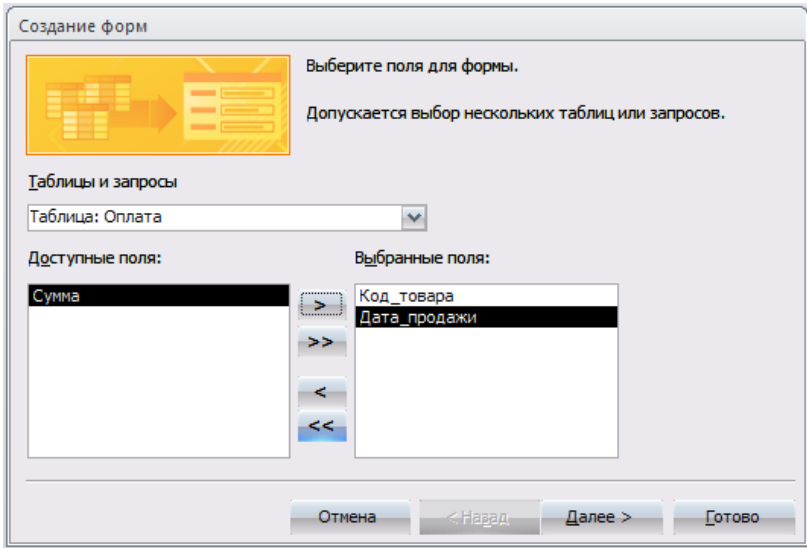 Создание форм
Выберите поля для формы.
Допускается выбор нескольких таблиц или запросов.
Таблицы и запросы
Таблица: Оплата
Доступные поля:
Выбранные поля:
Сумма
Код_товара
Дата_продажи
>
>>
<
<<
Отмена
< Назад
Далее >
Готово